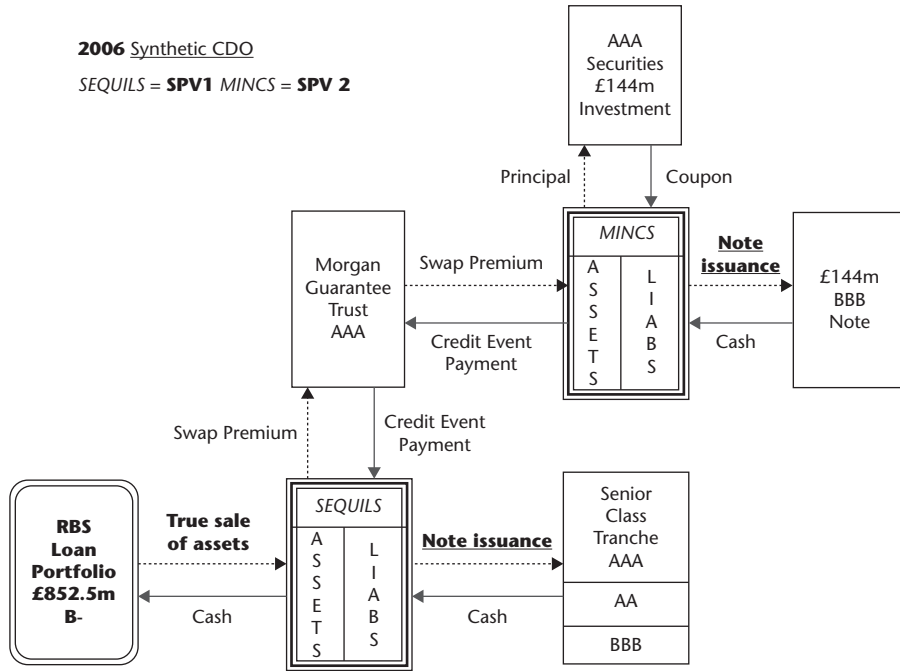 2006 Synthetic CDO
SEQUILS = SPV1 MINCS = SPV 2
AAA
Securities
£144m
Investment
Principal
Coupon
Morgan
Guarantee
Trust
AAA
Swap Premium
Credit Event
Payment
MINCS
A
S
S
E
T
S
L
I
A
B
S
Note
issuance
Cash
£144m
BBB
Note
Swap Premium
Credit Event
Payment
RBS
Loan
Portfolio
£852.5m
B-
True sale
of assets
Cash
SEQUILS
A
S
S
E
T
S
L
I
A
B
S
Note issuance
Cash
Senior
Class
Tranche
AAA
AA
BBB